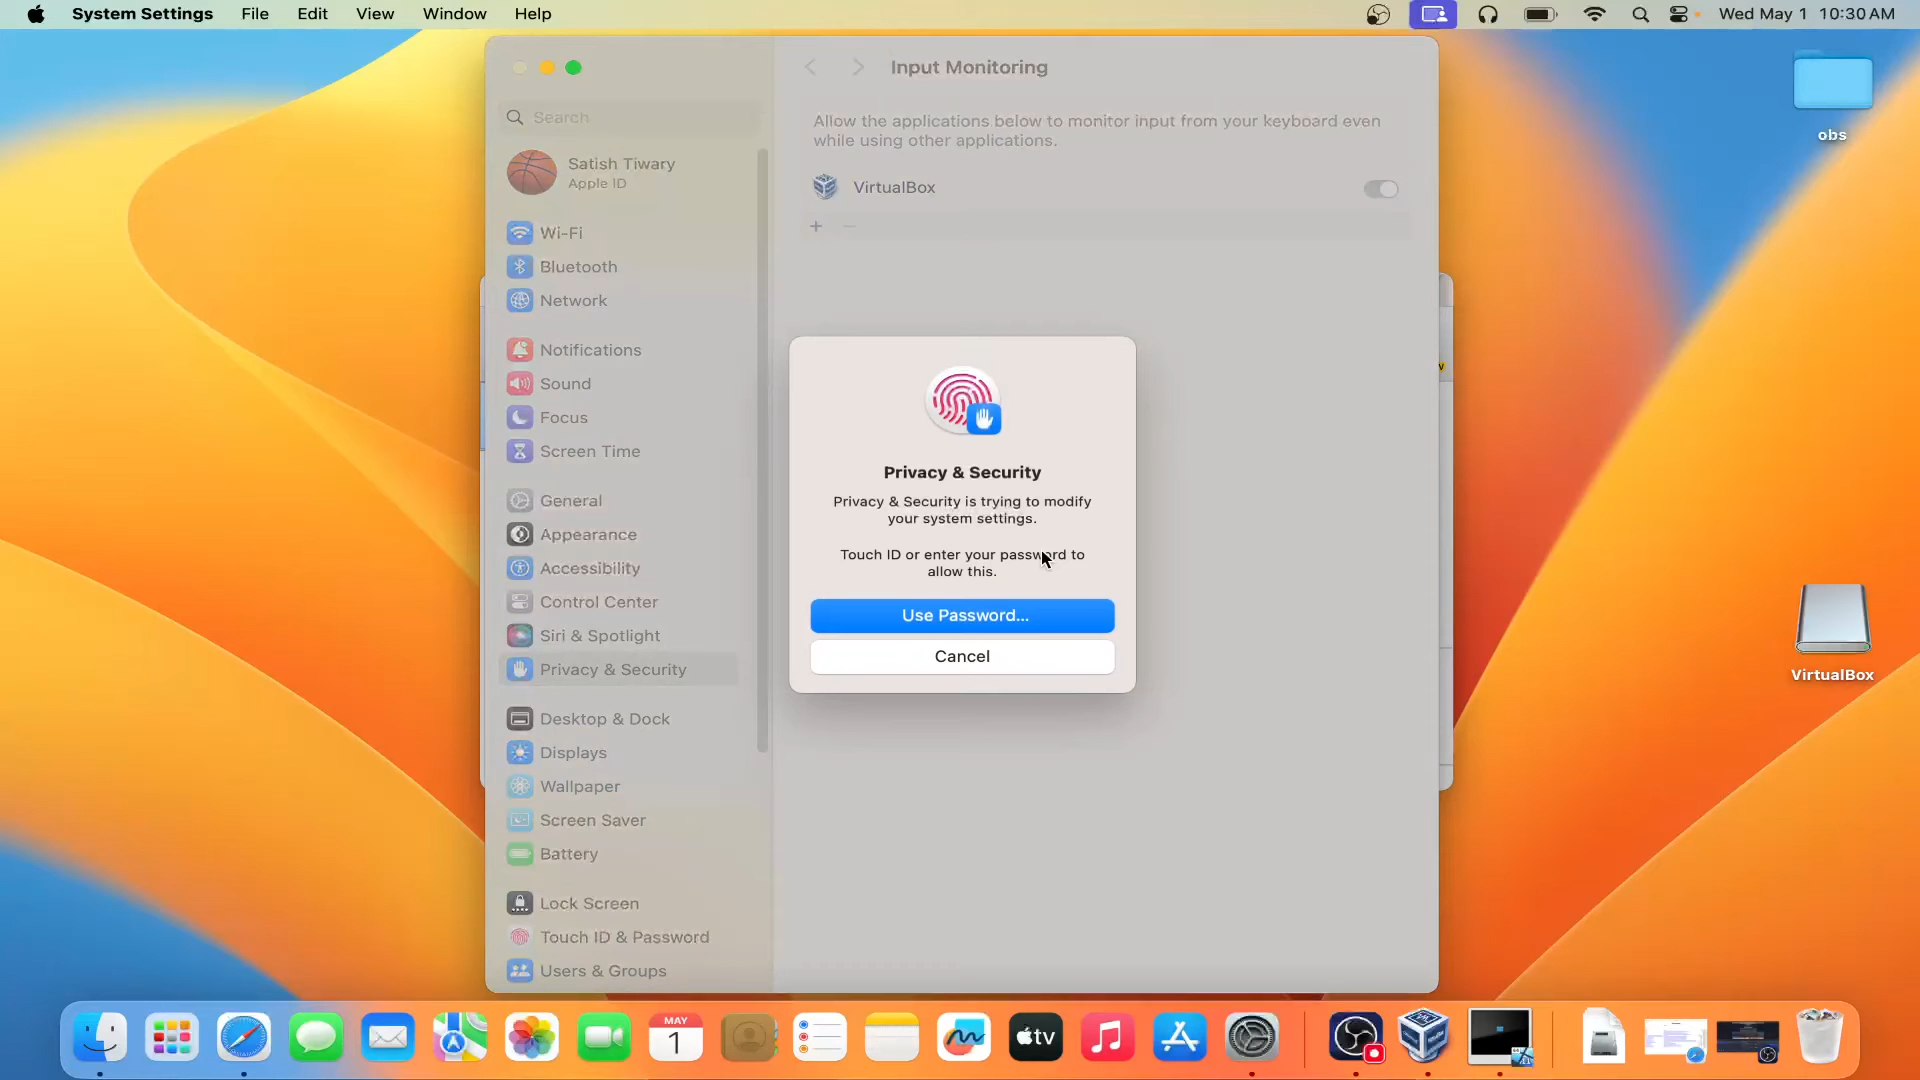 System Settings File Edit View Window Help Wed May 1 10:30 AM
Input Monitoring
Search
Allow the applications below to monitor input from your keyboard even
while using other applications.
Satish Tiwary
Apple ID
VirtualBox
Wi-Fi
Bluetooth
Network
Notifications
Sound
Focus
Screen Time
General
Appearance
Accessibility
Control Center
Siri & Spotlight
Privacy & Security
Desktop & Dock
Displays
Wallpaper
Screen Saver
Battery
Lock Screen
Touch ID & Password
Users & Groups
Privacy & Security
Privacy & Security is trying to modify
your system settings.
Touch ID or enter your password to
allow this.
Use Password...
Cancel
obs
VirtualBox
MAY
1
tv